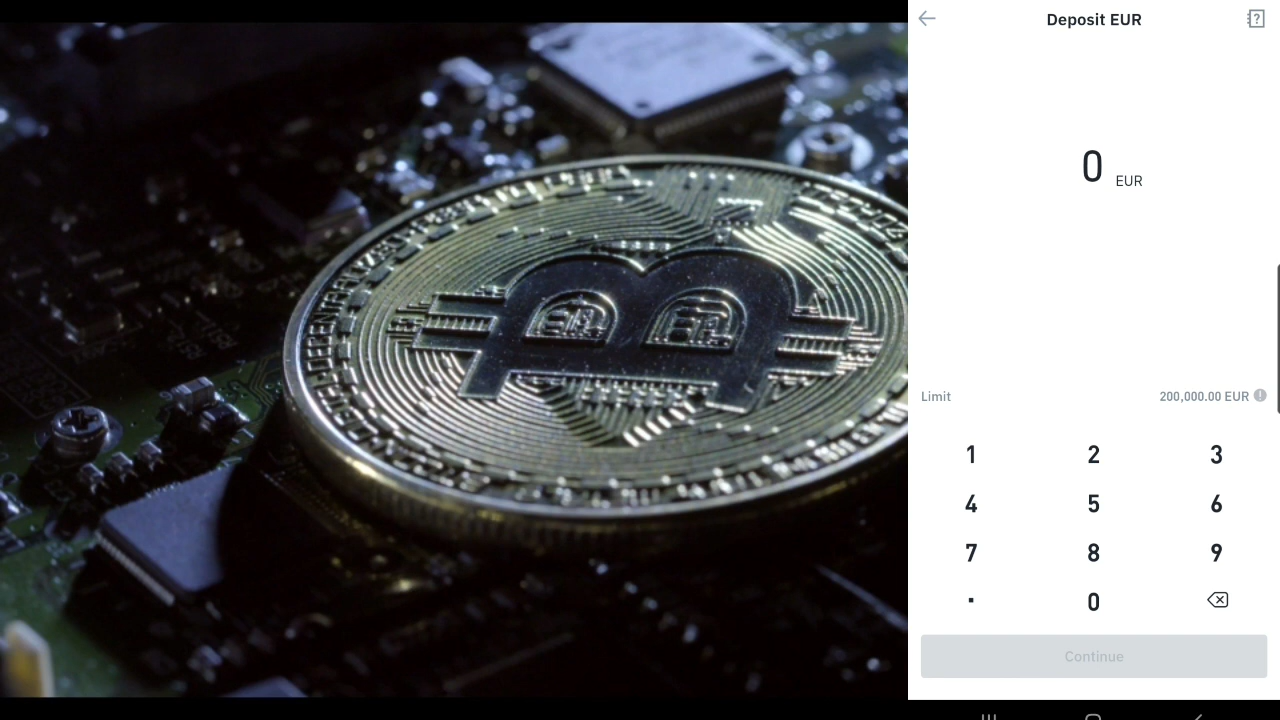 Deposit EUR
0 EUR
Limit 200,000.00 EUR
1 2 3
4 5 6
7 8 9
. 0
Continue
DECENTRALIZED